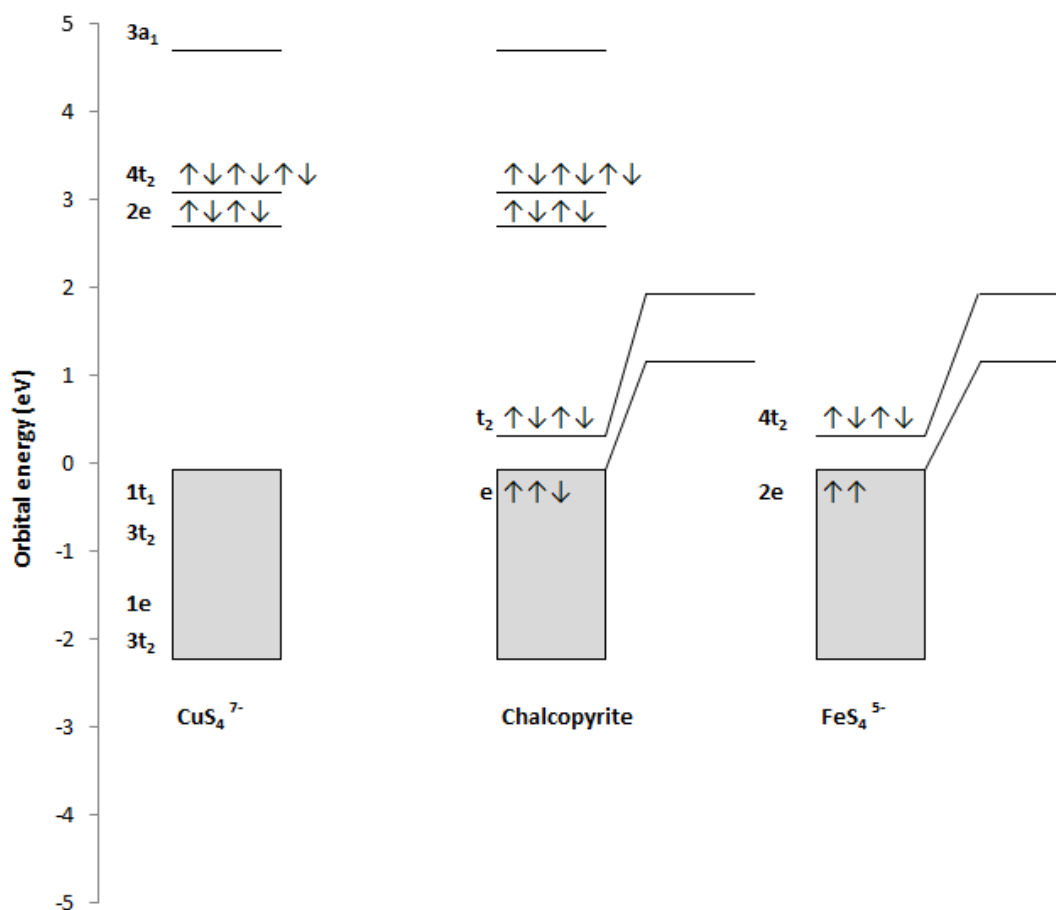 5
3a₁
4
4t₂ ↑↓↑↓↑↓ ↑↓↑↓↑↓
3
2e ↑↓↑↓ ↑↓↑↓
2
1
t₂ ↑↓↑↓ 4t₂ ↑↓↑↓
0
1t₁ e ↑↑↓ 2e ↑↑
3t₂
-1
1e
-2
3t₂
CuS₄ ⁷⁻ Chalcopyrite FeS₄ ⁵⁻
-3
-4
-5
Orbital energy (eV)